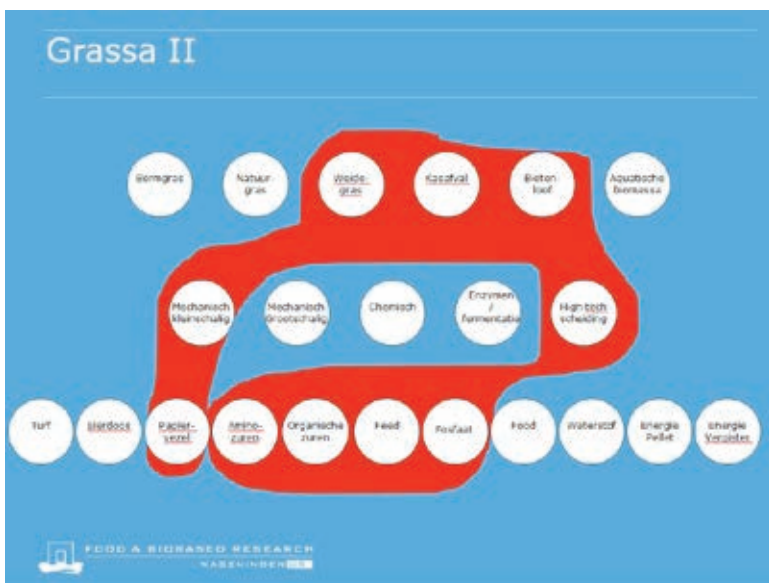 Grassa II
Bermgras
Natuur-
gras
Weide-
gras
Kasafval
Bieten
loof
Aquatische
biomassa
Mechanisch
kleinschalig
Mechanisch
Grootschalig
Chemisch
Enzymen
/
fermentatie
High tech
scheiding
Turf
Eierdoos
Papier-
vezel
Amino-
zuren
Organische
zuren
Feed
Fosfaat
Food
Waterstof
Energie
Pellet
Energie
Vergister
FOOD & BIOBASED RESEARCH
WAGENINGEN UR